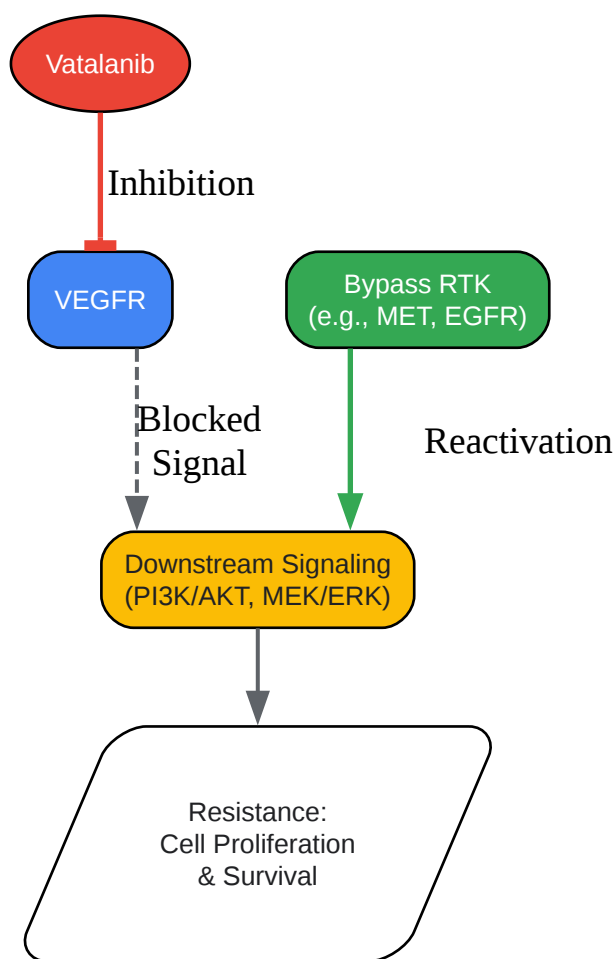 Vatalanib
Inhibition
VEGFR
Bypass RTK
(e.g., MET, EGFR)
Blocked
Signal
Reactivation
Downstream Signaling
(PI3K/AKT, MEK/ERK)
Resistance:
Cell Proliferation
& Survival